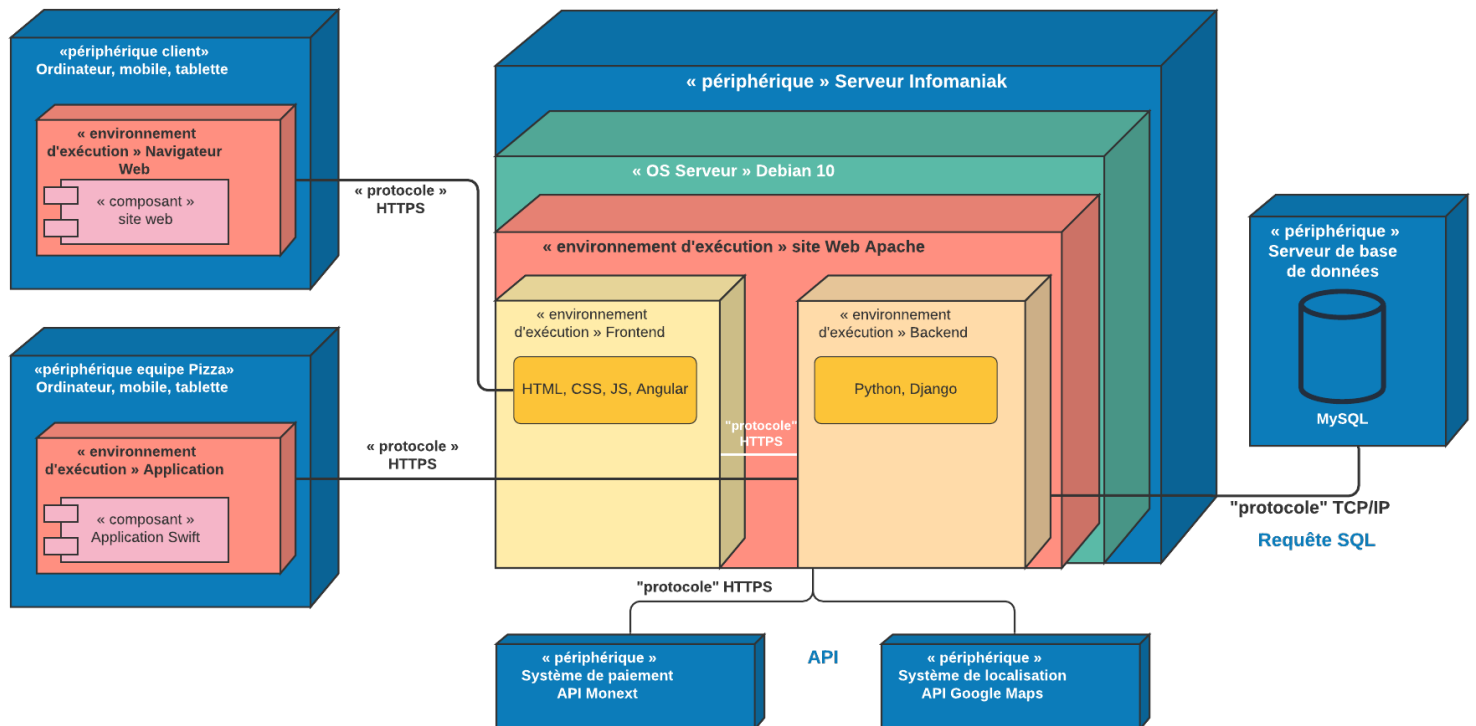 «périphérique client»
Ordinateur, mobile, tablette
« environnement
d'exécution » Navigateur
Web
« composant »
site web
« protocole »
HTTPS
«périphérique equipe Pizza»
Ordinateur, mobile, tablette
« environnement
d'exécution » Application
« composant »
Application Swift
« protocole »
HTTPS
« périphérique » Serveur Infomaniak
« OS Serveur » Debian 10
« environnement d'exécution » site Web Apache
« environnement
d'exécution » Frontend
HTML, CSS, JS, Angular
"protocole"
HTTPS
« environnement
d'exécution » Backend
Python, Django
« périphérique »
Serveur de base
de données
MySQL
"protocole" TCP/IP
Requête SQL
"protocole" HTTPS
API
« périphérique »
Système de paiement
API Monext
« périphérique »
Système de localisation
API Google Maps